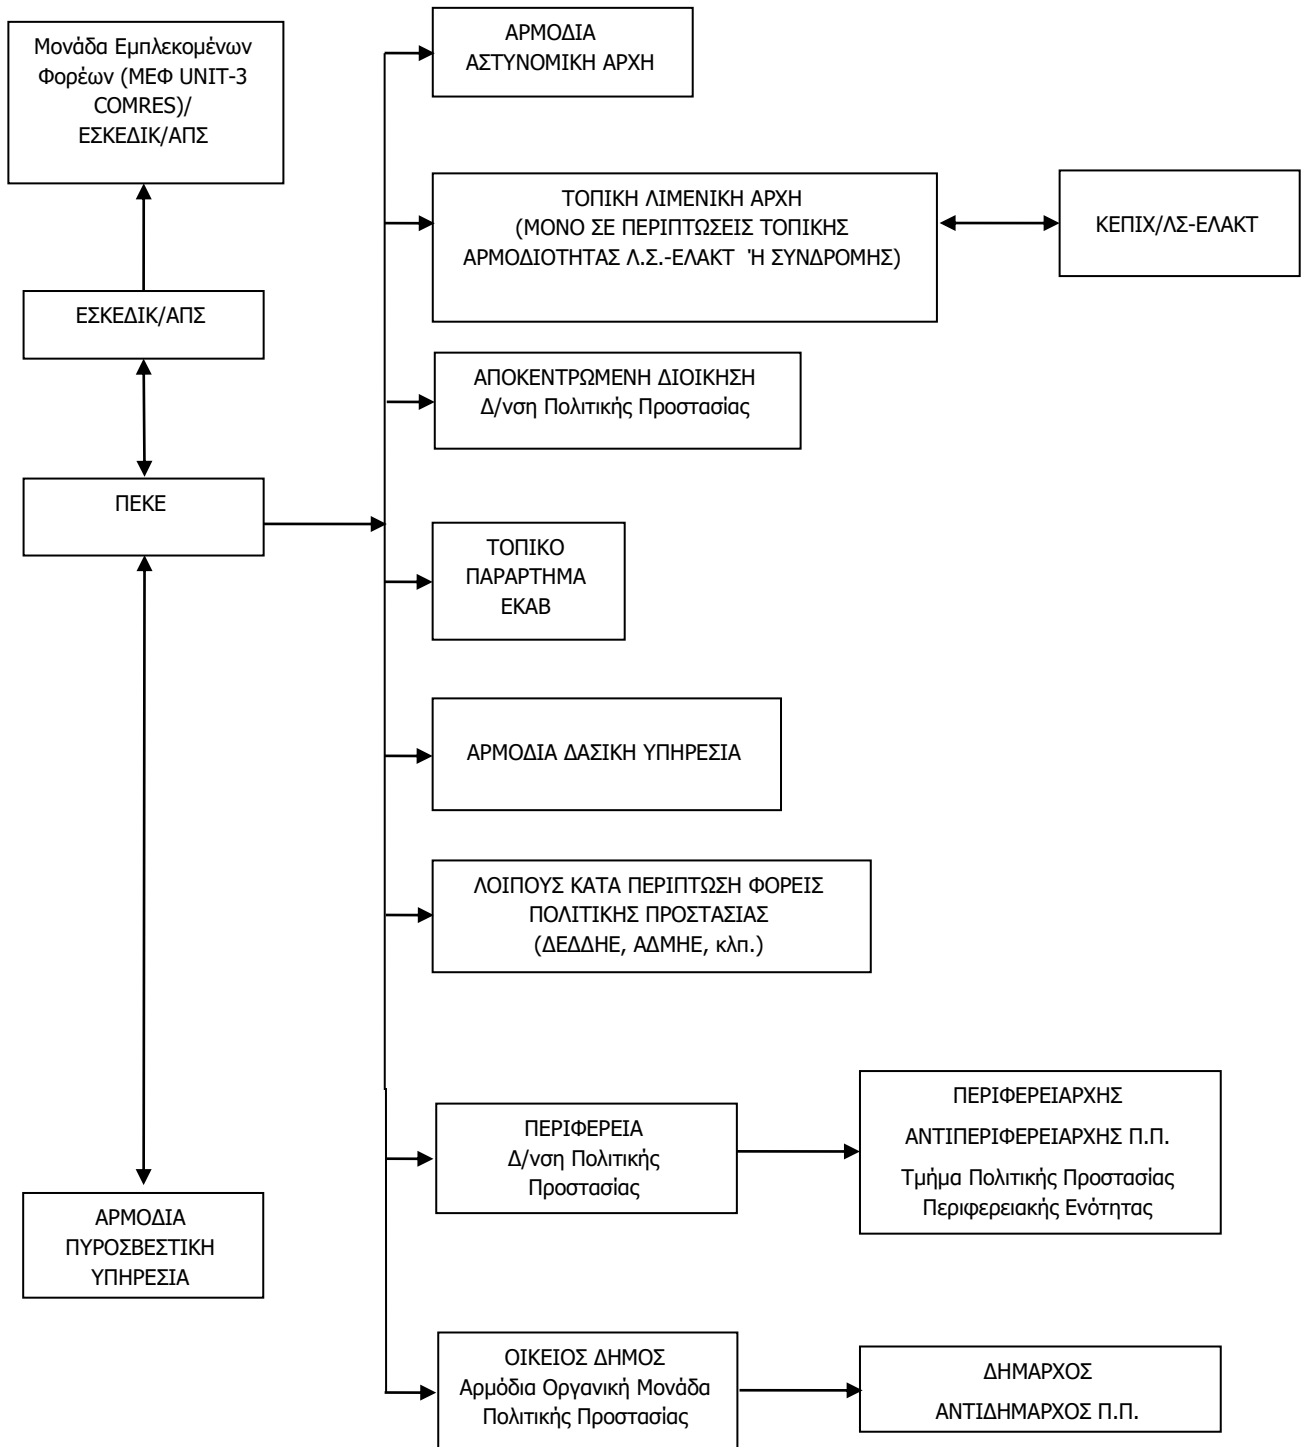 Μονάδα Εμπλεκομένων
Φορέων (ΜΕΦ UNIT-3
COMRES)/
ΕΣΚΕΔΙΚ/ΑΠΣ
ΕΣΚΕΔΙΚ/ΑΠΣ
ΠΕΚΕ
ΑΡΜΟΔΙΑ
ΠΥΡΟΣΒΕΣΤΙΚΗ
ΥΠΗΡΕΣΙΑ
ΑΡΜΟΔΙΑ
ΑΣΤΥΝΟΜΙΚΗ ΑΡΧΗ
ΤΟΠΙΚΗ ΛΙΜΕΝΙΚΗ ΑΡΧΗ
(ΜΟΝΟ ΣΕ ΠΕΡΙΠΤΩΣΕΙΣ ΤΟΠΙΚΗΣ
ΑΡΜΟΔΙΟΤΗΤΑΣ Λ.Σ.-ΕΛΑΚΤ Ή ΣΥΝΔΡΟΜΗΣ)
ΚΕΠΙΧ/ΛΣ-ΕΛΑΚΤ
ΑΠΟΚΕΝΤΡΩΜΕΝΗ ΔΙΟΙΚΗΣΗ
Δ/νση Πολιτικής Προστασίας
ΤΟΠΙΚΟ
ΠΑΡΑΡΤΗΜΑ
ΕΚΑΒ
ΑΡΜΟΔΙΑ ΔΑΣΙΚΗ ΥΠΗΡΕΣΙΑ
ΛΟΙΠΟΥΣ ΚΑΤΑ ΠΕΡΙΠΤΩΣΗ ΦΟΡΕΙΣ
ΠΟΛΙΤΙΚΗΣ ΠΡΟΣΤΑΣΙΑΣ
(ΔΕΔΔΗΕ, ΑΔΜΗΕ, κλπ.)
ΠΕΡΙΦΕΡΕΙΑ
Δ/νση Πολιτικής
Προστασίας
ΠΕΡΙΦΕΡΕΙΑΡΧΗΣ
ΑΝΤΙΠΕΡΙΦΕΡΕΙΑΡΧΗΣ Π.Π.
Τμήμα Πολιτικής Προστασίας
Περιφερειακής Ενότητας
ΟΙΚΕΙΟΣ ΔΗΜΟΣ
Αρμόδια Οργανική Μονάδα
Πολιτικής Προστασίας
ΔΗΜΑΡΧΟΣ
ΑΝΤΙΔΗΜΑΡΧΟΣ Π.Π.